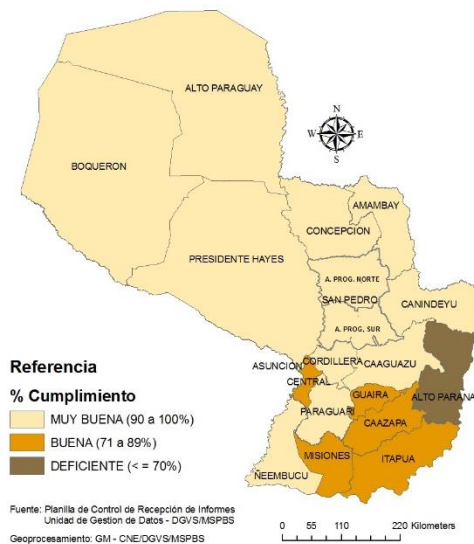 ALTO PARAGUAY
N
W E
S
BOQUERON
AMAMBAY
CONCEPCION
PRESIDENTE HAYES
A. PROG. NORTE
SAN PEDRO
CANINDEYU
A. PROG. SUR
ASUNCION
CORDILLERA
CAAGUAZU
CENTRAL
GUAIRA
ALTO PARANA
PARAGUARI
CAAZAPA
MISIONES
ITAPUA
ÑEEMBUCU
Referencia
% Cumplimiento
MUY BUENA (90 a 100%)
BUENA (71 a 89%)
DEFICIENTE (< = 70%)
Fuente: Planilla de Control de Recepción de Informes
Unidad de Gestion de Datos - DGVS/MSPBS
Geoprocesamiento: GM - CNE/DGVS/MSPBS
0 55 110 220 Kilometers